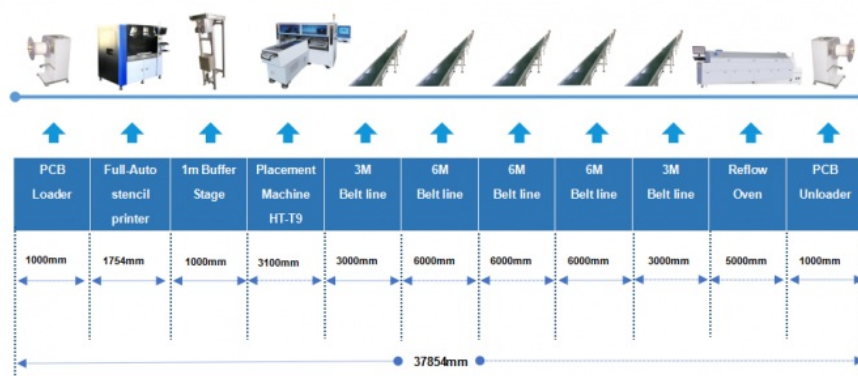 PCB
Loader
Full-Auto
stencil
printer
1m Buffer
Stage
Placement
Machine
HT-T9
3M
Belt line
6M
Belt line
6M
Belt line
6M
Belt line
3M
Belt line
Reflow
Oven
PCB
Unloader
1000mm
1754mm
1000mm
3100mm
3000mm
6000mm
6000mm
6000mm
3000mm
5000mm
1000mm
37854mm